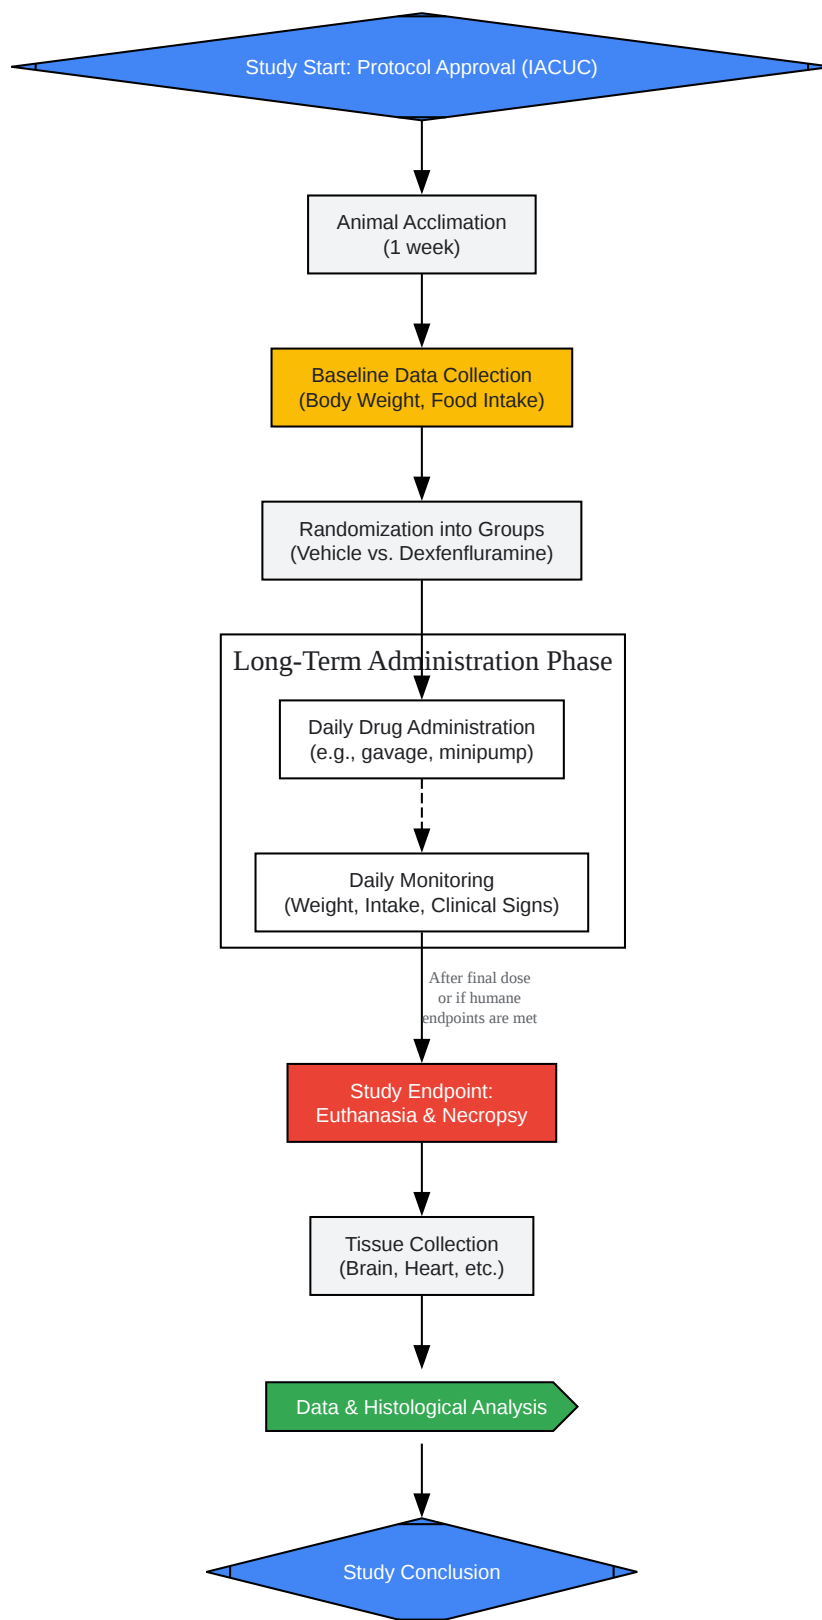 Study Start: Protocol Approval (IACUC)
Animal Acclimation
(1 week)
Baseline Data Collection
(Body Weight, Food Intake)
Randomization into Groups
(Vehicle vs. Dexfenfluramine)
Long-Term Administration Phase
Daily Drug Administration
(e.g., gavage, minipump)
Daily Monitoring
(Weight, Intake, Clinical Signs)
After final dose
or if humane
endpoints are met
Study Endpoint:
Euthanasia & Necropsy
Tissue Collection
(Brain, Heart, etc.)
Data & Histological Analysis
Study Conclusion